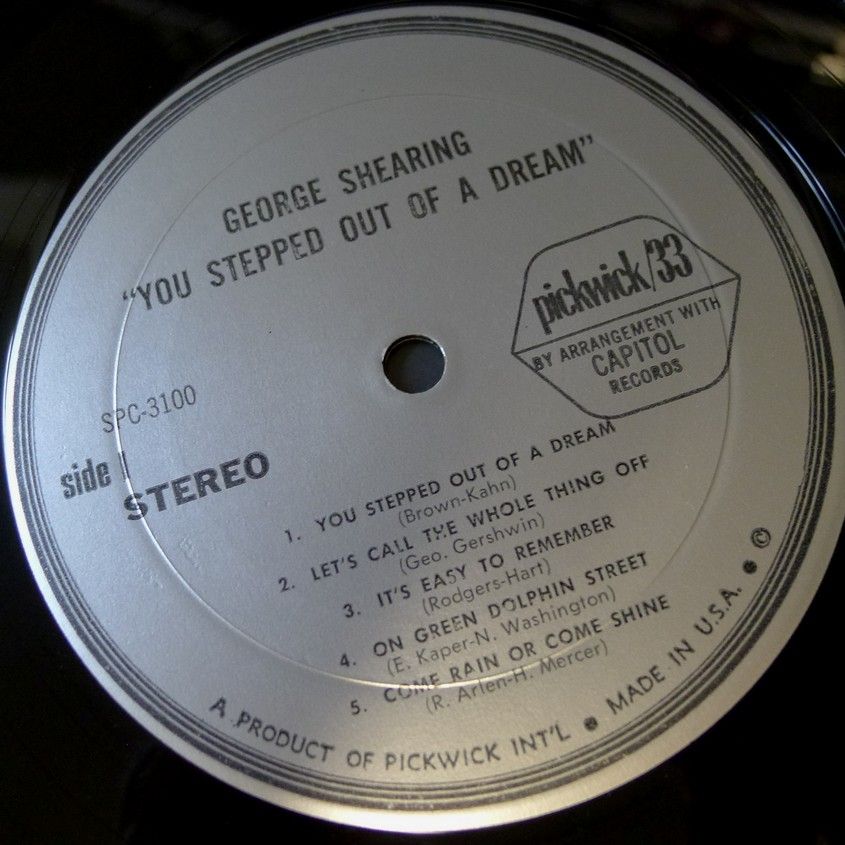 GEORGE SHEARING
"YOU STEPPED OUT OF A DREAM"
pickwick/33
BY ARRANGEMENT WITH
CAPITOL
RECORDS
SPC-3100
side 1
STEREO
1. YOU STEPPED OUT OF A DREAM
(Brown-Kahn)
2. LET'S CALL THE WHOLE THING OFF
(Geo. Gershwin)
3. IT'S EASY TO REMEMBER
(Rodgers-Hart)
4. ON GREEN DOLPHIN STREET
(E. Kaper-N. Washington)
5. COME RAIN OR COME SHINE
(R. Arlen-H. Mercer)
A PRODUCT OF PICKWICK INT'L ● MADE IN U.S.A. ● ©